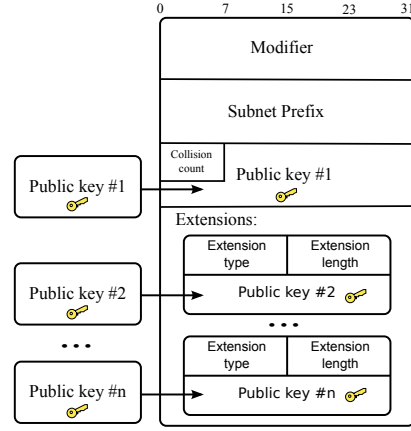 0 7 15 23 31
Modifier
Subnet Prefix
Collision
count
Public key #1
Public key #1
Extensions:
Extension
type
Extension
length
Public key #2
Public key #2
...
...
Extension
type
Extension
length
Public key #n
Public key #n